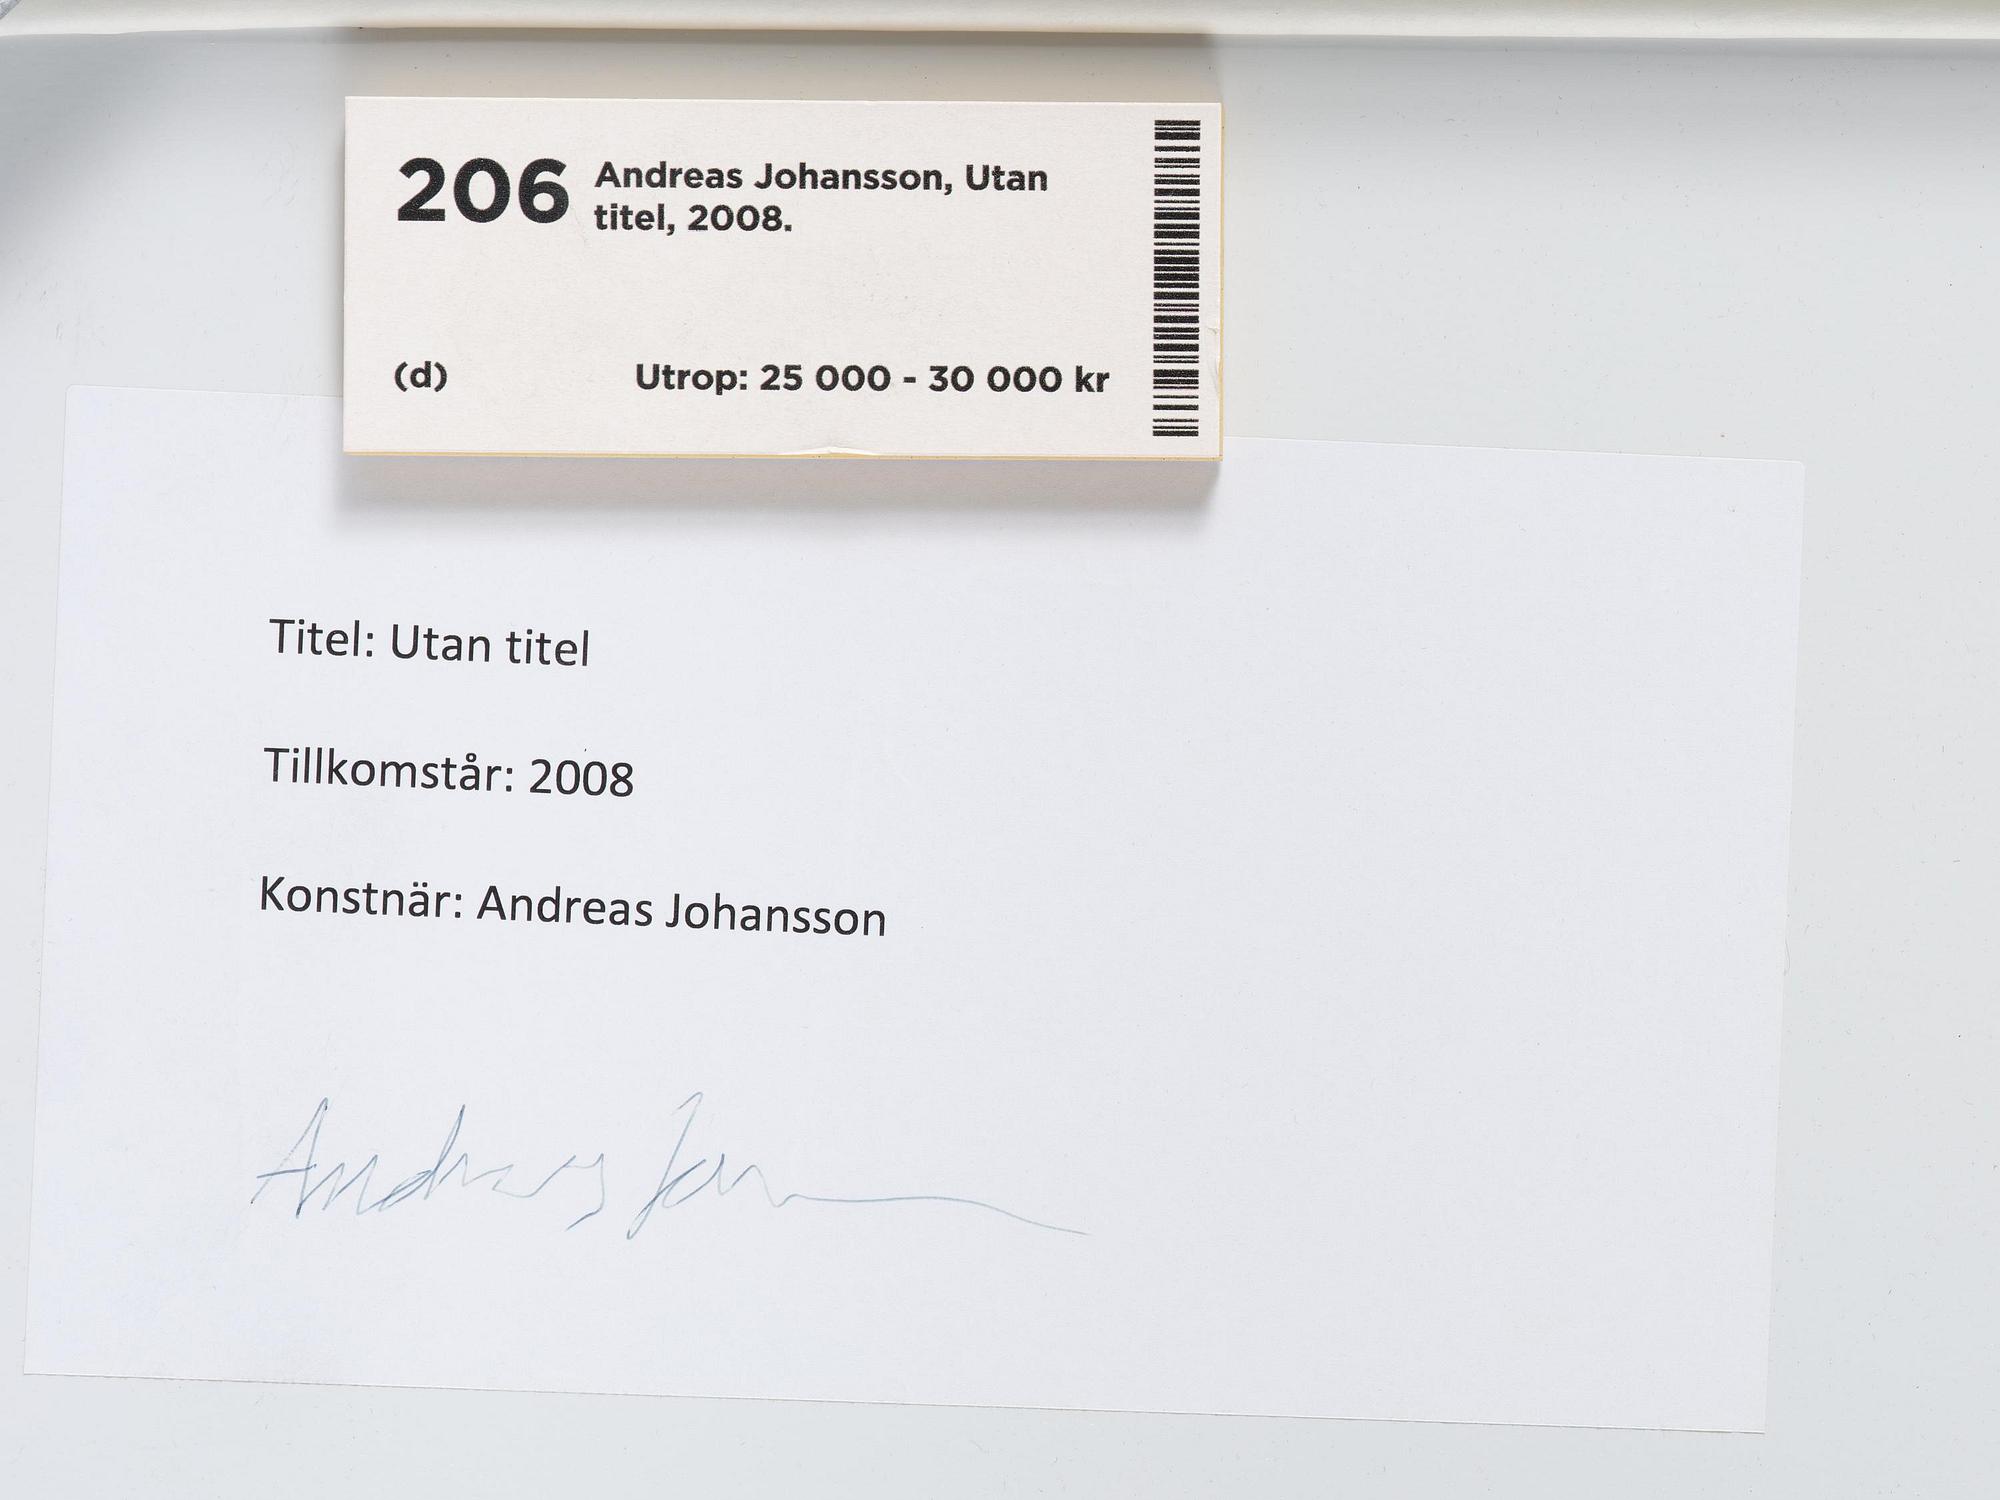 206 Andreas Johansson, Utan
titel, 2008.
(d) Utrop: 25 000 - 30 000 kr
Titel: Utan titel
Tillkomstår: 2008
Konstnär: Andreas Johansson
Andreas